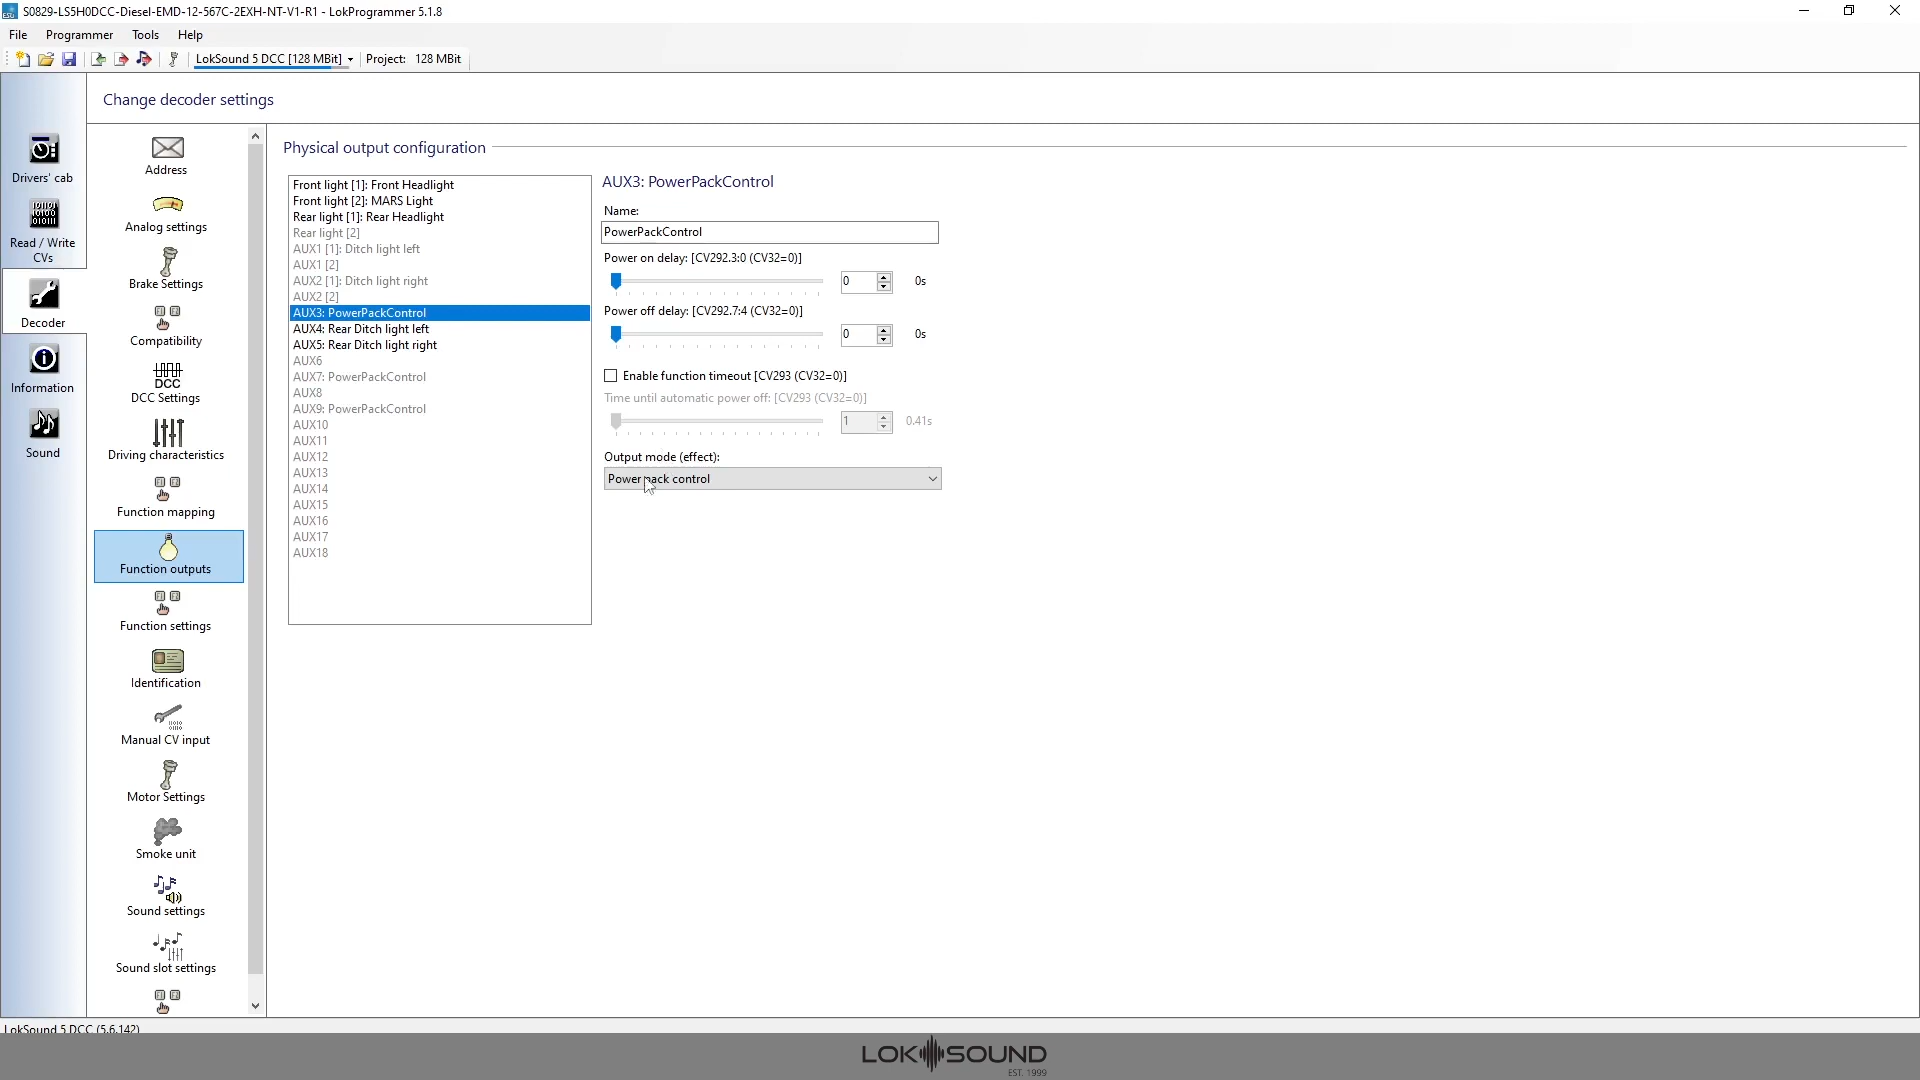 S0829-LS5H0DCC-Diesel-EMD-12-567C-2EXH-NT-V1-R1 - LokProgrammer 5.1.8
File Programmer Tools Help
LokSound 5 DCC [128 MBit] Project: 128 MBit
Change decoder settings
Drivers' cab
Read / Write
CVs
Decoder
Information
Sound
Address
Analog settings
Brake Settings
Compatibility
DCC
DCC Settings
Driving characteristics
Function mapping
Function outputs
Function settings
Identification
Manual CV input
Motor Settings
Smoke unit
Sound settings
Sound slot settings
Physical output configuration
Front light [1]: Front Headlight
Front light [2]: MARS Light
Rear light [1]: Rear Headlight
Rear light [2]
AUX1 [1]: Ditch light left
AUX1 [2]
AUX2 [1]: Ditch light right
AUX2 [2]
AUX3: PowerPackControl
AUX4: Rear Ditch light left
AUX5: Rear Ditch light right
AUX6
AUX7: PowerPackControl
AUX8
AUX9: PowerPackControl
AUX10
AUX11
AUX12
AUX13
AUX14
AUX15
AUX16
AUX17
AUX18
AUX3: PowerPackControl
Name:
PowerPackControl
Power on delay: [CV292.3:0 (CV32=0)]
0 0s
Power off delay: [CV292.7:4 (CV32=0)]
0 0s
Enable function timeout [CV293 (CV32=0)]
Time until automatic power off: [CV293 (CV32=0)]
1 0.41s
Output mode (effect):
Power pack control
LokSound 5 DCC (5.6.142)
LOKSOUND
EST. 1999